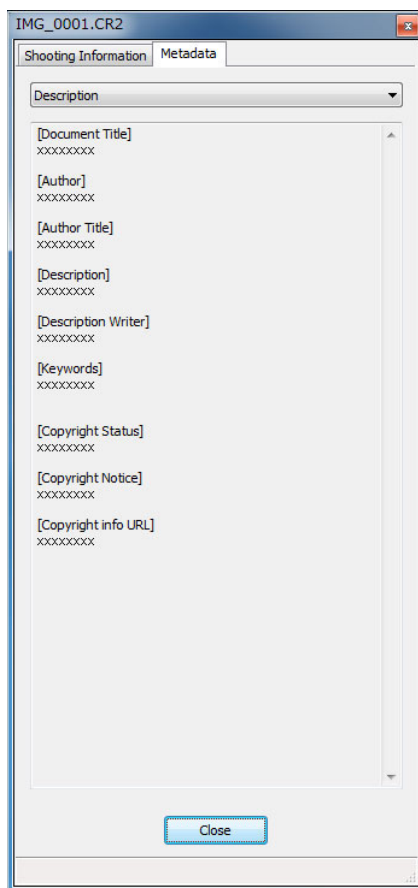 IMG_0001.CR2
Shooting Information Metadata
Description
[Document Title]
xxxxxxxx
[Author]
xxxxxxxx
[Author Title]
xxxxxxxx
[Description]
xxxxxxxx
[Description Writer]
xxxxxxxx
[Keywords]
xxxxxxxx
[Copyright Status]
xxxxxxxx
[Copyright Notice]
xxxxxxxx
[Copyright info URL]
xxxxxxxx
Close